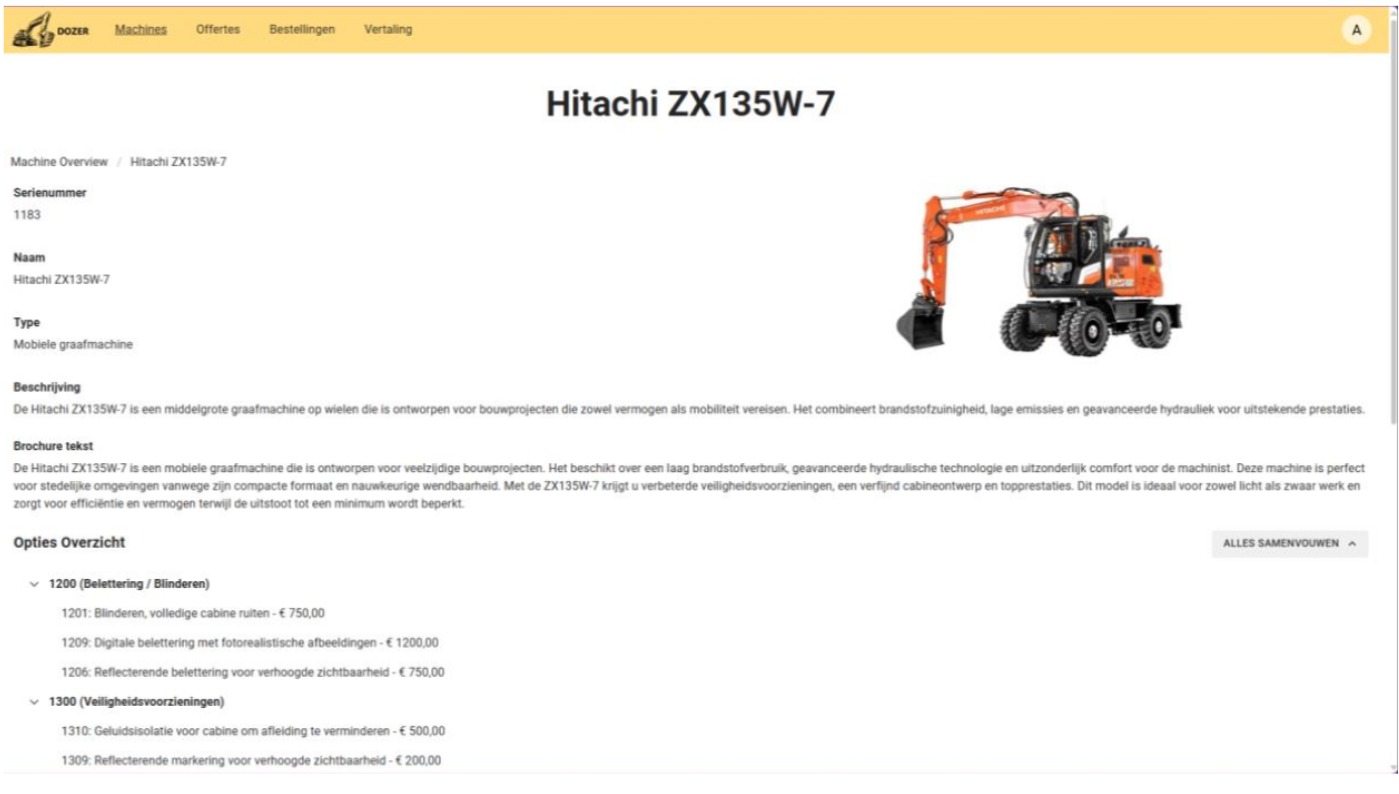 DOZER Machines Offertes Bestellingen Vertaling A
Hitachi ZX135W-7
Machine Overview / Hitachi ZX135W-7
Serienummer
1183
Naam
Hitachi ZX135W-7
Type
Mobiele graafmachine
HITACHI
Beschrijving
De Hitachi ZX135W-7 is een middelgrote graafmachine op wielen die is ontworpen voor bouwprojecten die zowel vermogen als mobiliteit vereisen. Het combineert brandstofzuinigheid, lage emissies en geavanceerde hydrauliek voor uitstekende prestaties.
Brochure tekst
De Hitachi ZX135W-7 is een mobiele graafmachine die is ontworpen voor veelzijdige bouwprojecten. Het beschikt over een laag brandstofverbruik, geavanceerde hydraulische technologie en uitzonderlijk comfort voor de machinist. Deze machine is perfect
voor stedelijke omgevingen vanwege zijn compacte formaat en nauwkeurige wendbaarheid. Met de ZX135W-7 krijgt u verbeterde veiligheidsvoorzieningen, een verfijnd cabineontwerp en topprestaties. Dit model is ideaal voor zowel licht als zwaar werk en
zorgt voor efficiëntie en vermogen terwijl de uitstoot tot een minimum wordt beperkt.
Opties Overzicht ALLES SAMENVOUWEN
1200 (Belettering / Blinderen)
1201: Blinderen, volledige cabine ruiten - € 750,00
1209: Digitale belettering met fotorealistische afbeeldingen - € 1200,00
1206: Reflecterende belettering voor verhoogde zichtbaarheid - € 750,00
1300 (Veiligheidsvoorzieningen)
1310: Geluidsisolatie voor cabine om afleiding te verminderen - € 500,00
1309: Reflecterende markering voor verhoogde zichtbaarheid - € 200,00